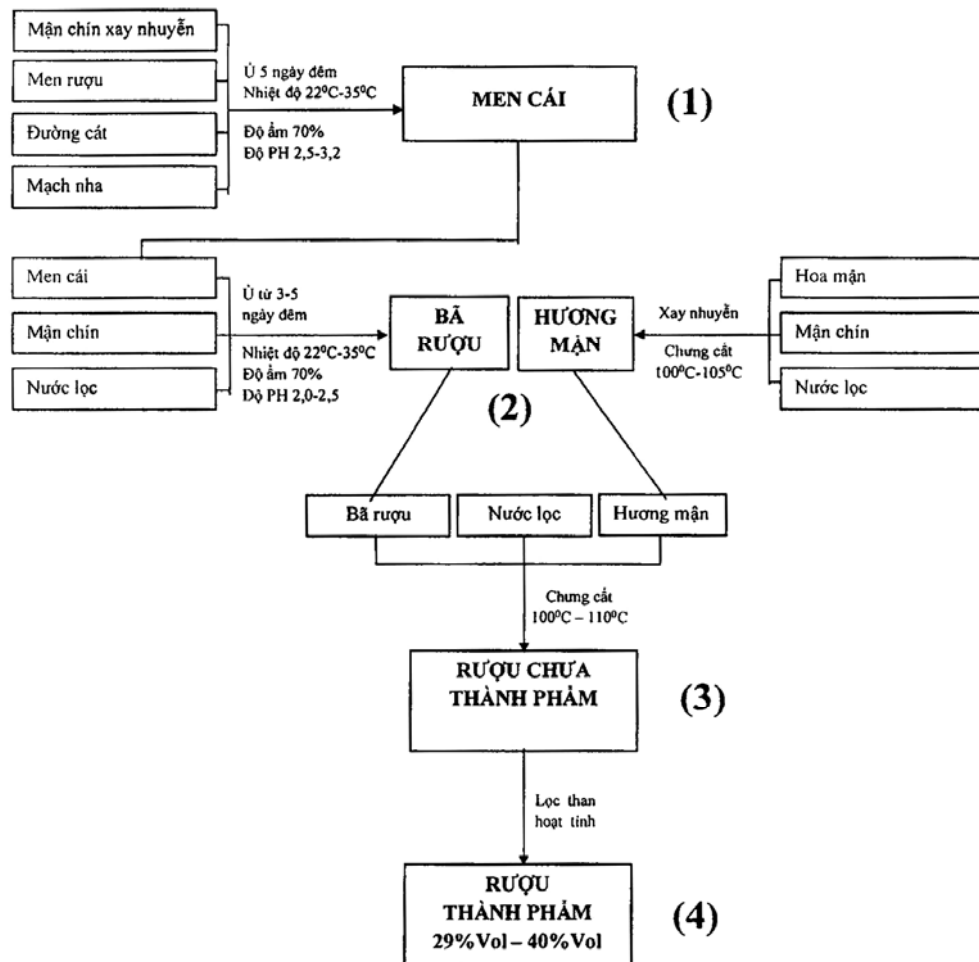 Mận chín xay nhuyễn
Men rượu
Đường cát
Mạch nha
Ủ 5 ngày đêm
Nhiệt độ 22⁰C-35⁰C
Độ ẩm 70%
Độ PH 2,5-3,2
MEN CÁI
(1)
Men cái
Mận chín
Nước lọc
Ủ từ 3-5
ngày đêm
Nhiệt độ 22⁰C-35⁰C
Độ ẩm 70%
Độ PH 2,0-2,5
BÃ
RƯỢU
HƯƠNG
MẬN
Xay nhuyễn
Chưng cất
100⁰C-105⁰C
Hoa mận
Mận chín
Nước lọc
(2)
Bã rượu
Nước lọc
Hương mận
Chưng cất
100⁰C – 110⁰C
RƯỢU CHƯA
THÀNH PHẨM
(3)
Lọc than
hoạt tính
RƯỢU
THÀNH PHẨM
29%Vol – 40%Vol
(4)